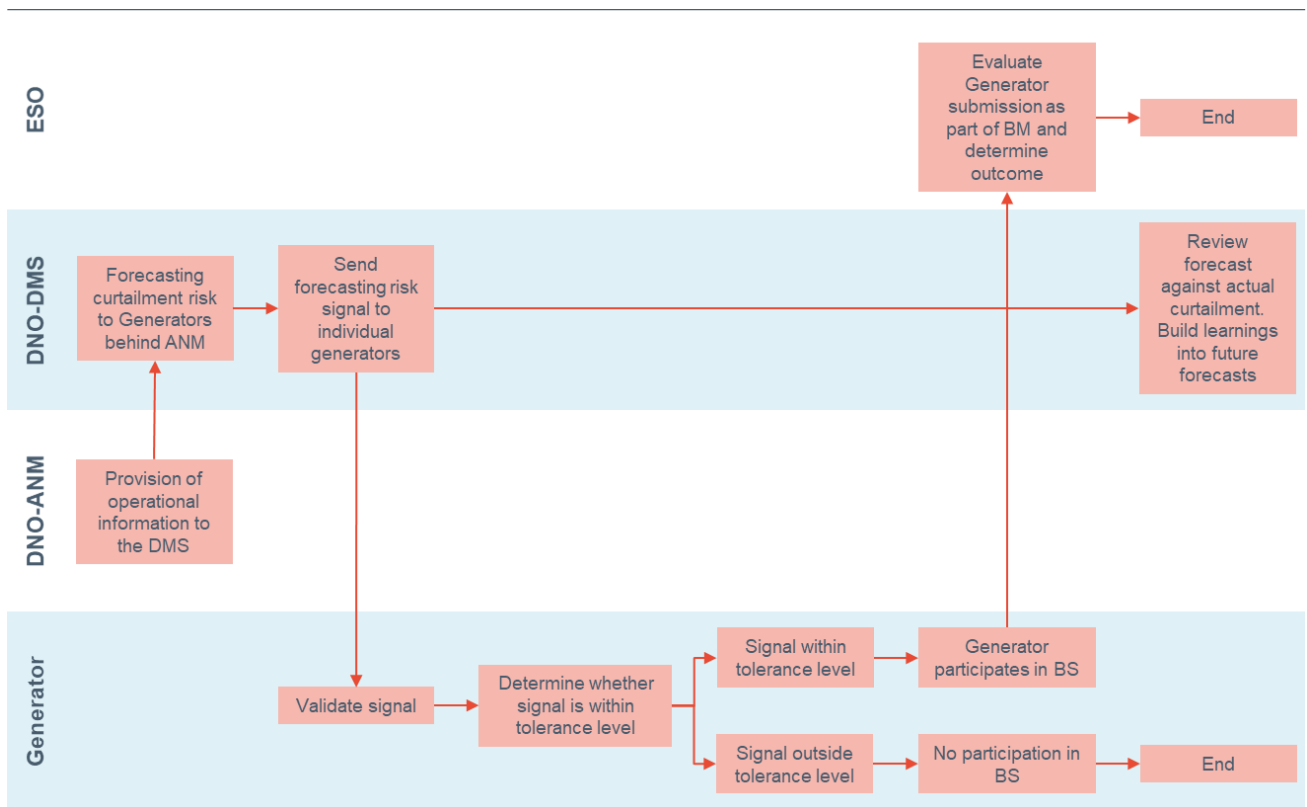 ESO
Evaluate
Generator
submission as
part of BM and
determine
outcome
End
DNO-DMS
Forecasting
curtailment risk
to Generators
behind ANM
Send
forecasting risk
signal to
individual
generators
Review
forecast
against actual
curtailment.
Build learnings
into future
forecasts
DNO-ANM
Provision of
operational
information to
the DMS
Generator
Validate signal
Determine whether
signal is within
tolerance level
Signal within
tolerance level
Generator
participates in BS
Signal outside
tolerance level
No participation in
BS
End